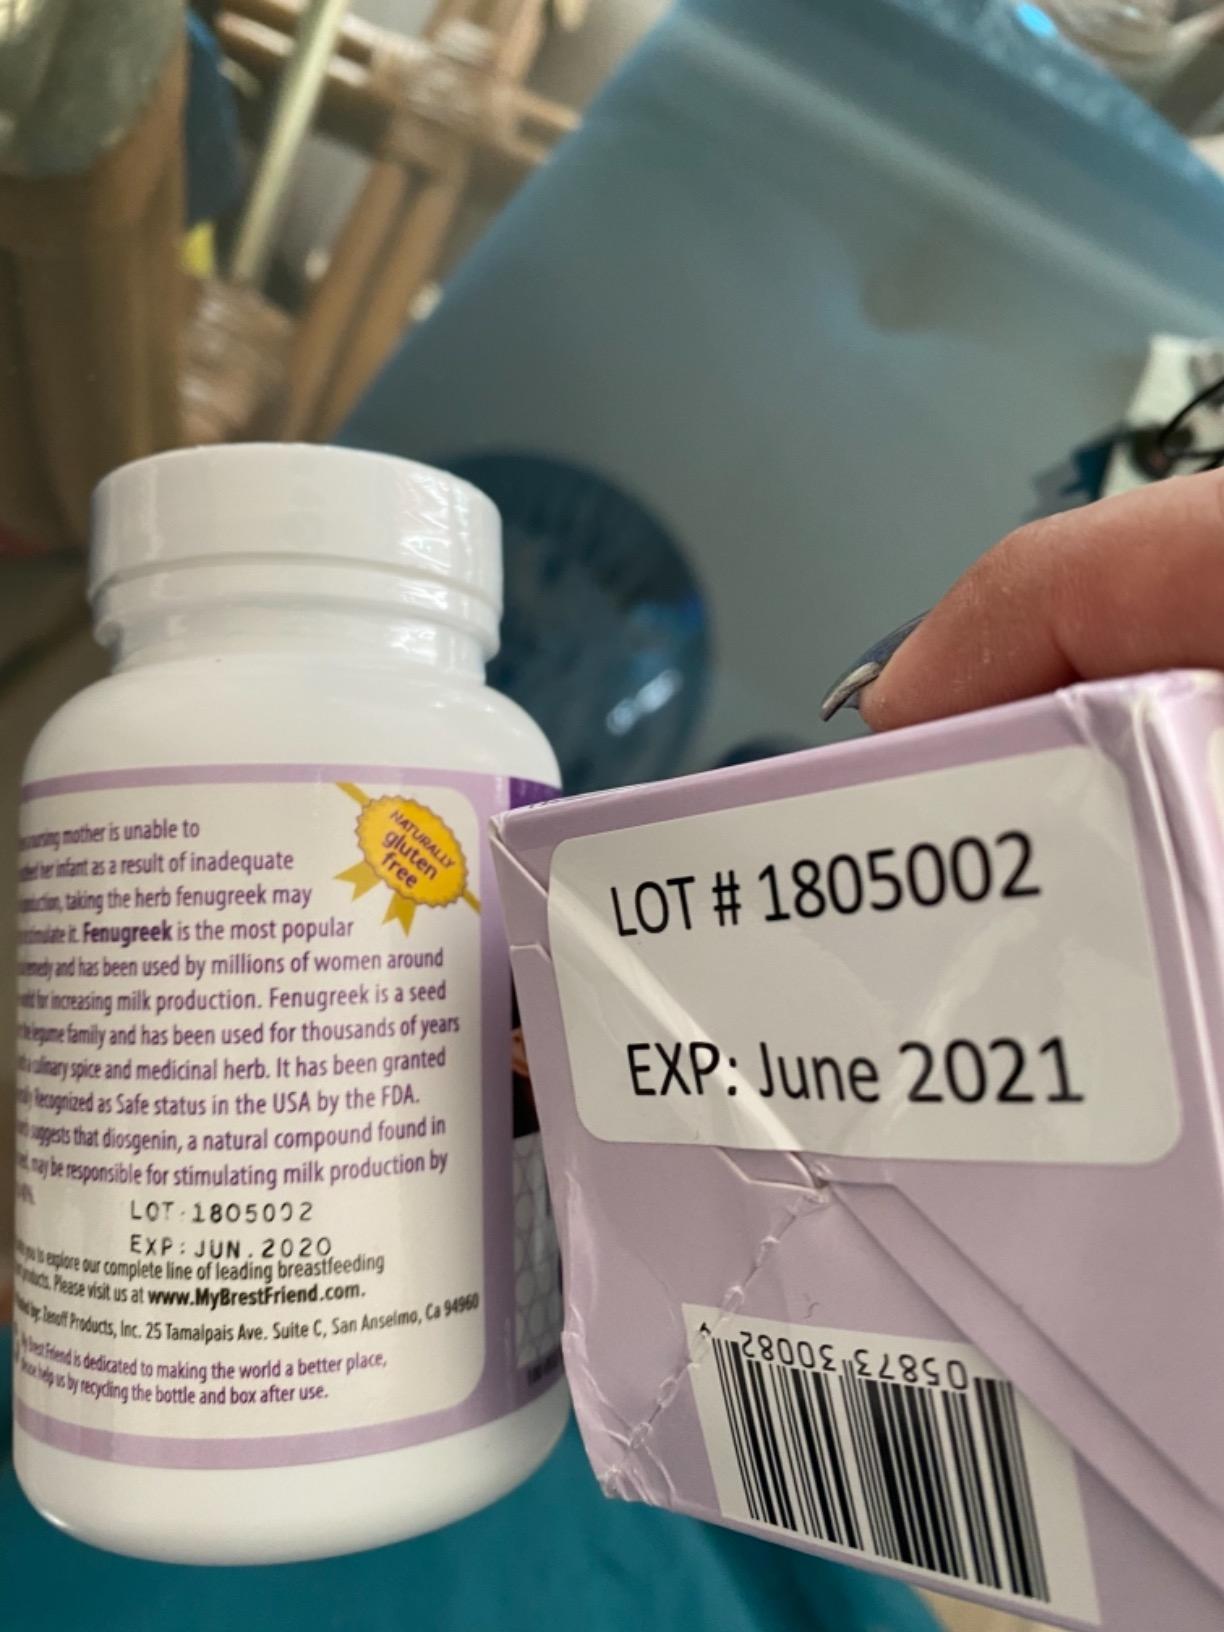 nursing mother is unable to
her infant as a result of inadequate
taking the herb fenugreek may
it. Fenugreek is the most popular
and has been used by millions of women around
for increasing milk production. Fenugreek is a seed
legume family and has been used for thousands of years
culinary spice and medicinal herb. It has been granted
Recognized as Safe status in the USA by the FDA.
suggests that diosgenin, a natural compound found in
may be responsible for stimulating milk production by
LOT:1805002
EXP: JUN. 2020
to explore our complete line of leading breastfeeding
Please visit us at www.MyBrestFriend.com.
by: Zenoff Products, Inc. 25 Tamalpais Ave. Suite C, San Anselmo, Ca 94960
Brest Friend is dedicated to making the world a better place,
help us by recycling the bottle and box after use.
NATURALLY
gluten
free
LOT # 1805002
EXP: June 2021
05873 30082